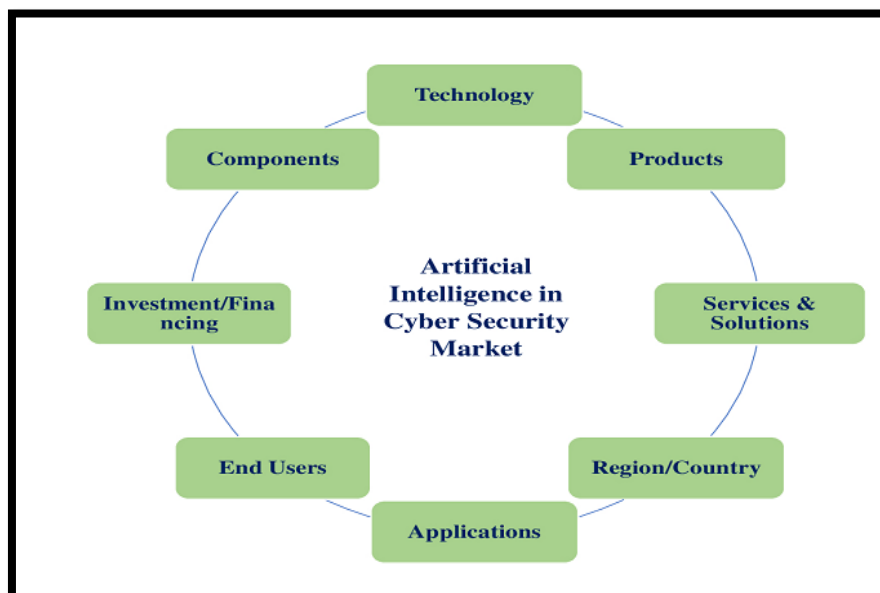 Technology
Components
Products
Artificial
Intelligence in
Cyber Security
Market
Investment/Fina
ncing
Services &
Solutions
End Users
Region/Country
Applications